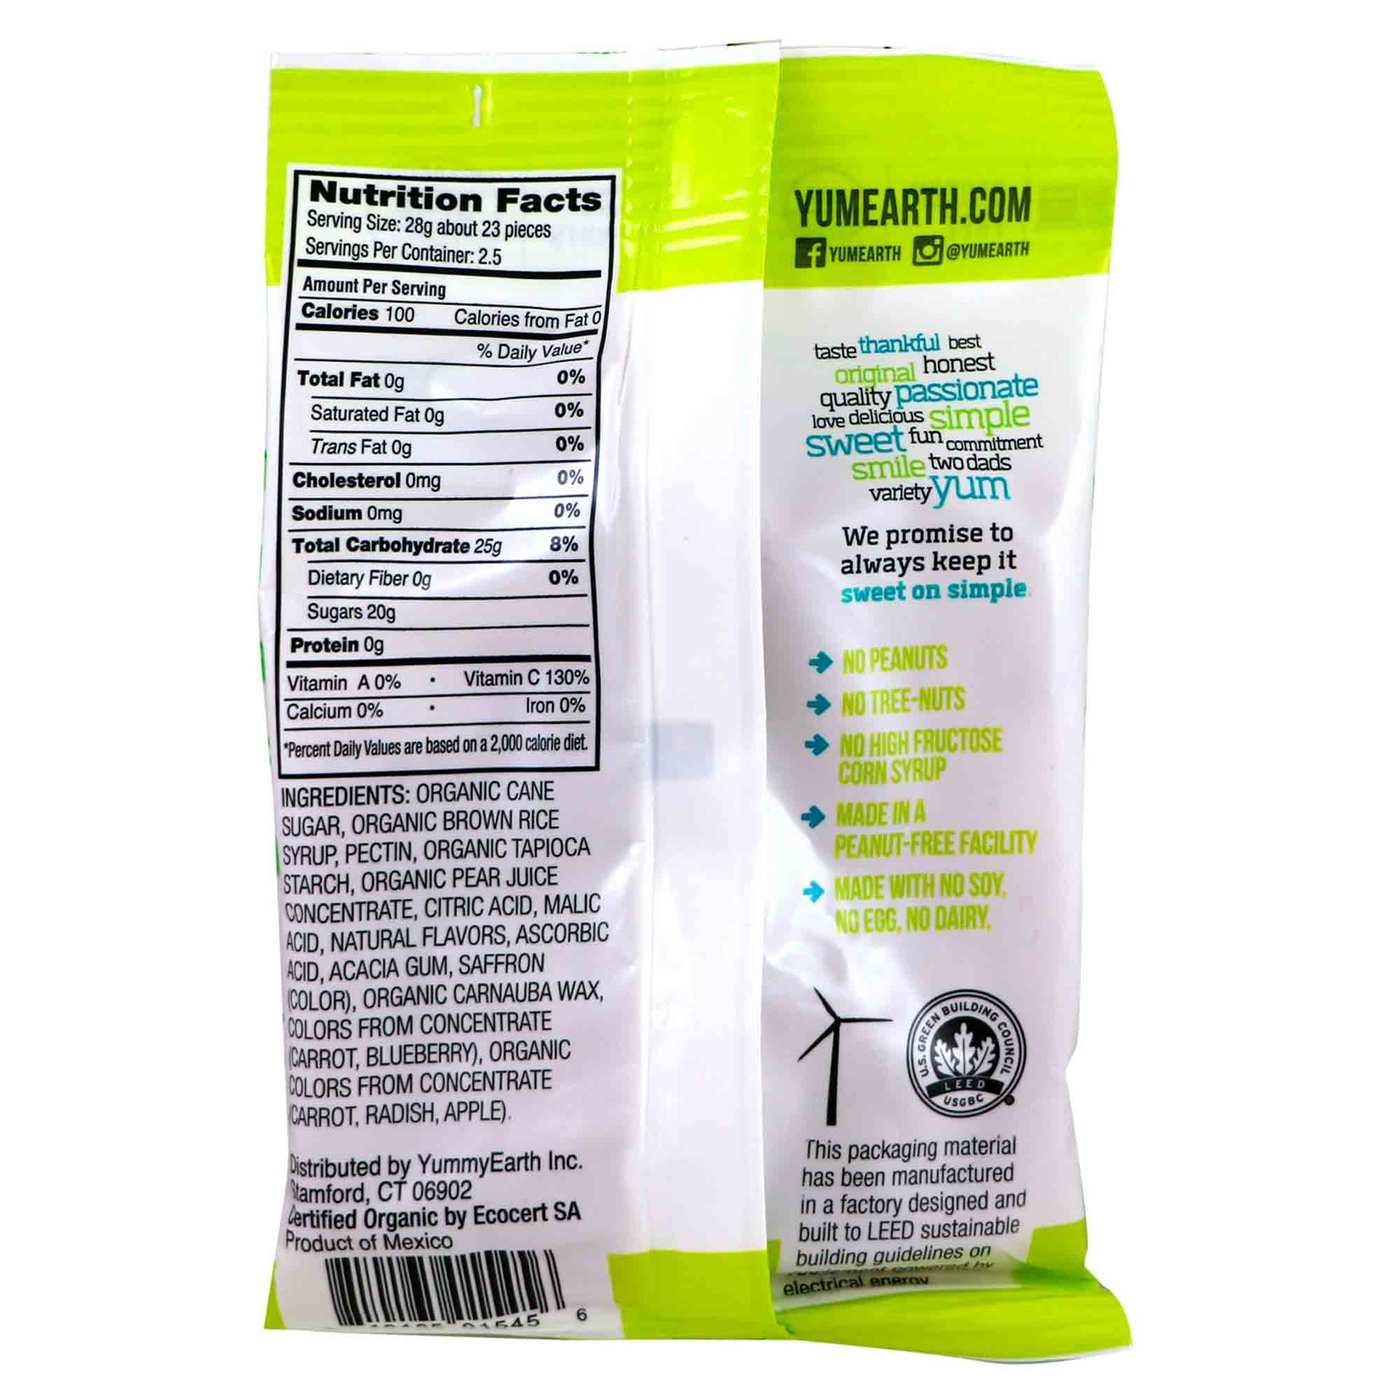 Nutrition Facts
Serving Size: 28g about 23 pieces
Servings Per Container: 2.5
Amount Per Serving
Calories 100 Calories from Fat 0
% Daily Value*
Total Fat 0g 0%
Saturated Fat 0g 0%
Trans Fat 0g 0%
Cholesterol 0mg 0%
Sodium 0mg 0%
Total Carbohydrate 25g 8%
Dietary Fiber 0g 0%
Sugars 20g
Protein 0g
Vitamin A 0% • Vitamin C 130%
Calcium 0% • Iron 0%
*Percent Daily Values are based on a 2,000 calorie diet.
INGREDIENTS: ORGANIC CANE
SUGAR, ORGANIC BROWN RICE
SYRUP, PECTIN, ORGANIC TAPIOCA
STARCH, ORGANIC PEAR JUICE
CONCENTRATE, CITRIC ACID, MALIC
ACID, NATURAL FLAVORS, ASCORBIC
ACID, ACACIA GUM, SAFFRON
(COLOR), ORGANIC CARNAUBA WAX,
COLORS FROM CONCENTRATE
(CARROT, BLUEBERRY), ORGANIC
COLORS FROM CONCENTRATE
(CARROT, RADISH, APPLE).
Distributed by YummyEarth Inc.
Stamford, CT 06902
Certified Organic by Ecocert SA
Product of Mexico
6
YUMEARTH.COM
YUMEARTH @YUMEARTH
taste thankful best
original honest
quality passionate
love delicious simple
sweet fun commitment
smile two dads
variety yum
We promise to
always keep it
sweet on simple.
NO PEANUTS
NO TREE-NUTS
NO HIGH FRUCTOSE
CORN SYRUP
MADE IN A
PEANUT-FREE FACILITY
MADE WITH NO SOY,
NO EGG, NO DAIRY,
U.S. GREEN BUILDING COUNCIL
LEED
USGBC
This packaging material
has been manufactured
in a factory designed and
built to LEED sustainable
building guidelines on
powered by
electrical energy